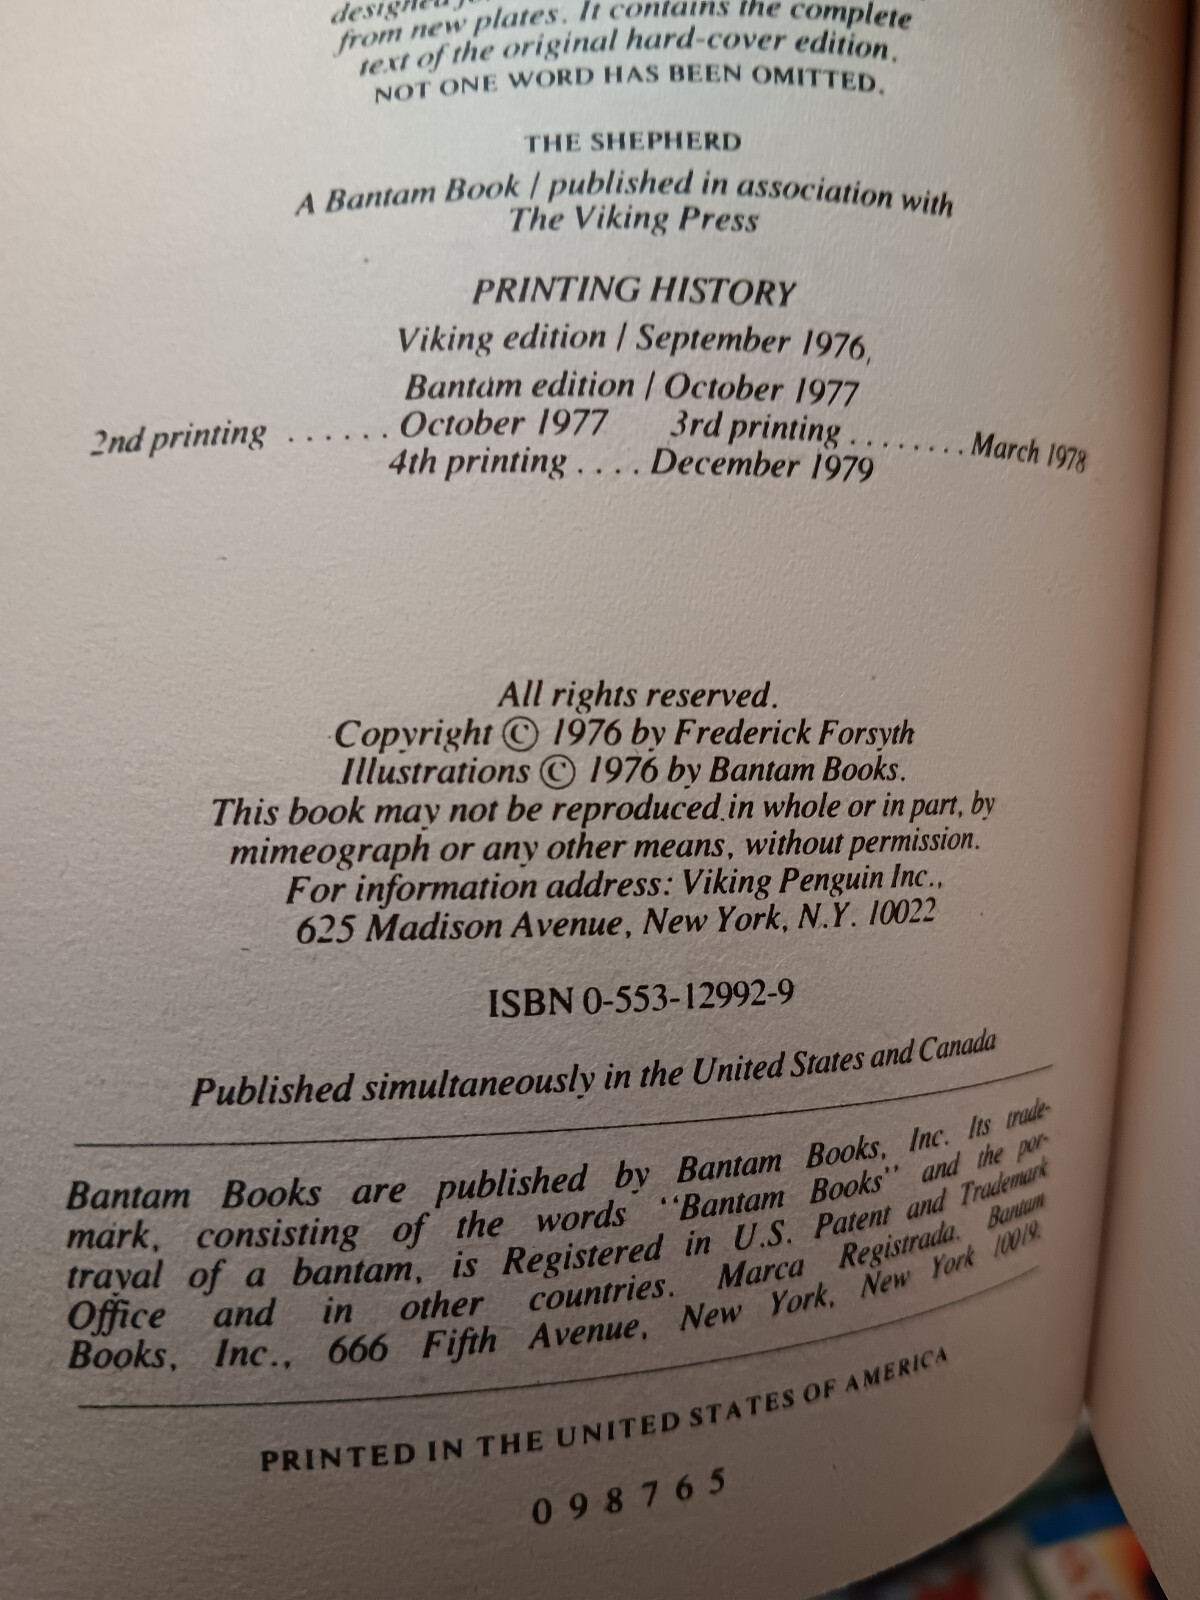 designed
from new plates. It contains the complete
text of the original hard-cover edition.
NOT ONE WORD HAS BEEN OMITTED.
THE SHEPHERD
A Bantam Book / published in association with
The Viking Press
PRINTING HISTORY
Viking edition / September 1976,
Bantam edition / October 1977
2nd printing ...... October 1977 3rd printing ........ March 1978
4th printing .... December 1979
All rights reserved.
Copyright © 1976 by Frederick Forsyth
Illustrations © 1976 by Bantam Books.
This book may not be reproduced in whole or in part, by
mimeograph or any other means, without permission.
For information address: Viking Penguin Inc.,
625 Madison Avenue, New York, N.Y. 10022
ISBN 0-553-12992-9
Published simultaneously in the United States and Canada
Bantam Books are published by Bantam Books, Inc. Its trade-
mark, consisting of the words "Bantam Books" and the por-
trayal of a bantam, is Registered in U.S. Patent and Trademark
Office and in other countries. Marca Registrada. Bantam
Books, Inc., 666 Fifth Avenue, New York, New York 10019.
PRINTED IN THE UNITED STATES OF AMERICA
0 9 8 7 6 5